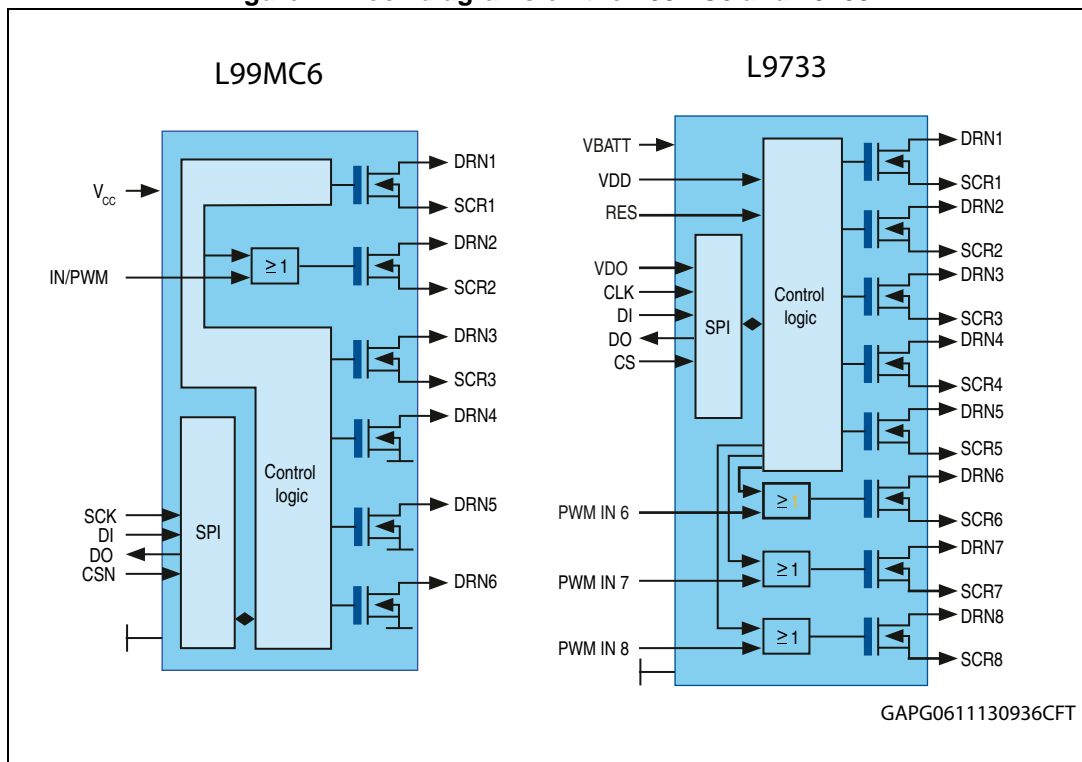 L99MC6
L9733
VCC
IN/PWM
SCK
DI
DO
CSN
SPI
Control
logic
≥1
DRN1
SCR1
DRN2
SCR2
DRN3
SCR3
DRN4
DRN5
DRN6
VBATT
VDD
RES
VDO
CLK
DI
DO
CS
PWM IN 6
PWM IN 7
PWM IN 8
SPI
Control
logic
≥1
≥1
≥1
DRN1
SCR1
DRN2
SCR2
DRN3
SCR3
DRN4
SCR4
DRN5
SCR5
DRN6
SCR6
DRN7
SCR7
DRN8
SCR8
GAPG0611130936CFT